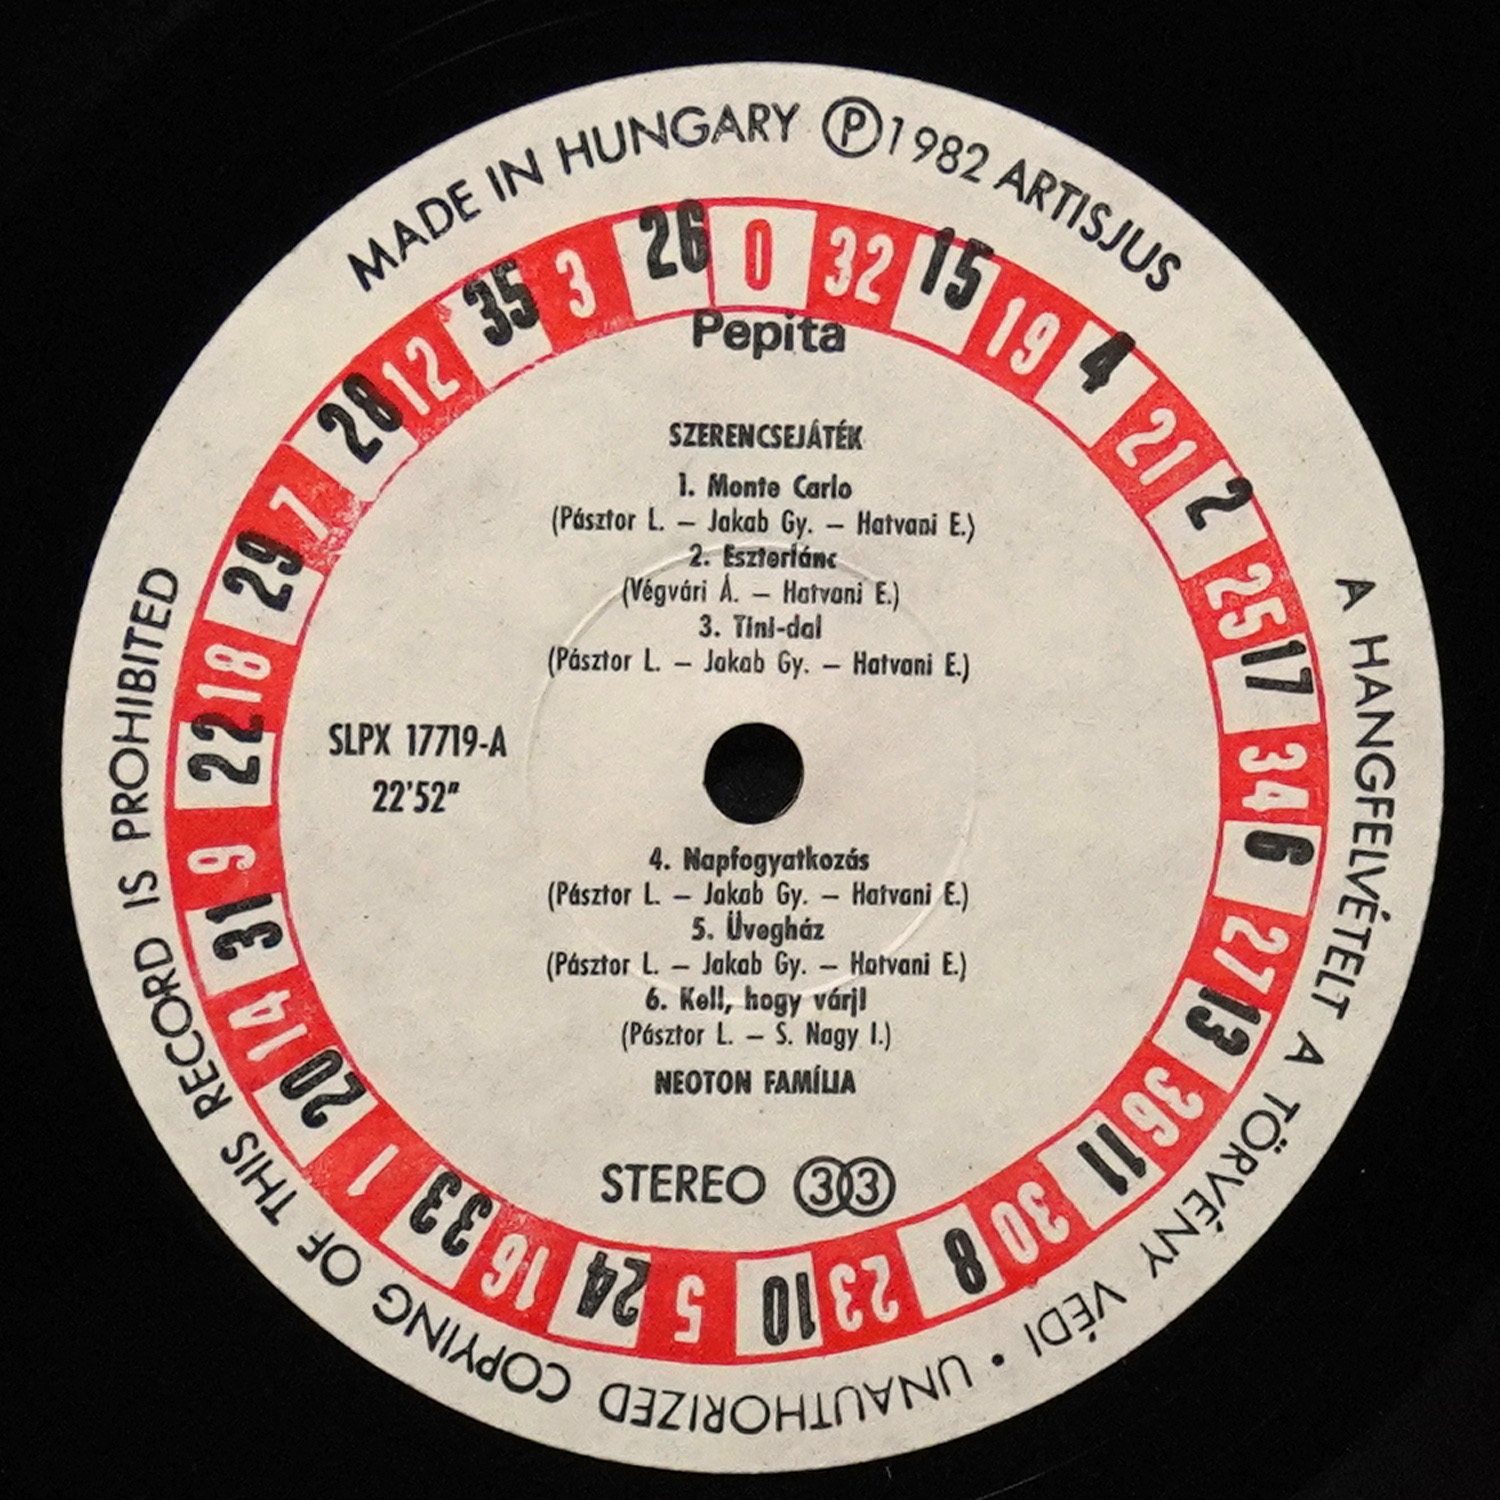 MADE IN HUNGARY Ⓟ 1982 ARTISJUS
A HANGFELVÉTELT A TÖRVÉNY VÉDI • UNAUTHORIZED COPYING OF THIS RECORD IS PROHIBITED
0 32 15 19 4 21 2 25 17 34 6 27 13 36 11 30 8 23 10 5 24 16 33 1 20 14 31 9 22 18 29 7 28 12 35 3 26
Pepita
SZERENCSEJÁTÉK
1. Monte Carlo
(Pásztor L. – Jakab Gy. – Hatvani E.)
2. Eszterlánc
(Végvári Á. – Hatvani E.)
3. Tini-dal
(Pásztor L. – Jakab Gy. – Hatvani E.)
SLPX 17719-A
22'52"
4. Napfogyatkozás
(Pásztor L. – Jakab Gy. – Hatvani E.)
5. Üvegház
(Pásztor L. – Jakab Gy. – Hatvani E.)
6. Kell, hogy várj!
(Pásztor L. – S. Nagy I.)
NEOTON FAMÍLIA
STEREO 33